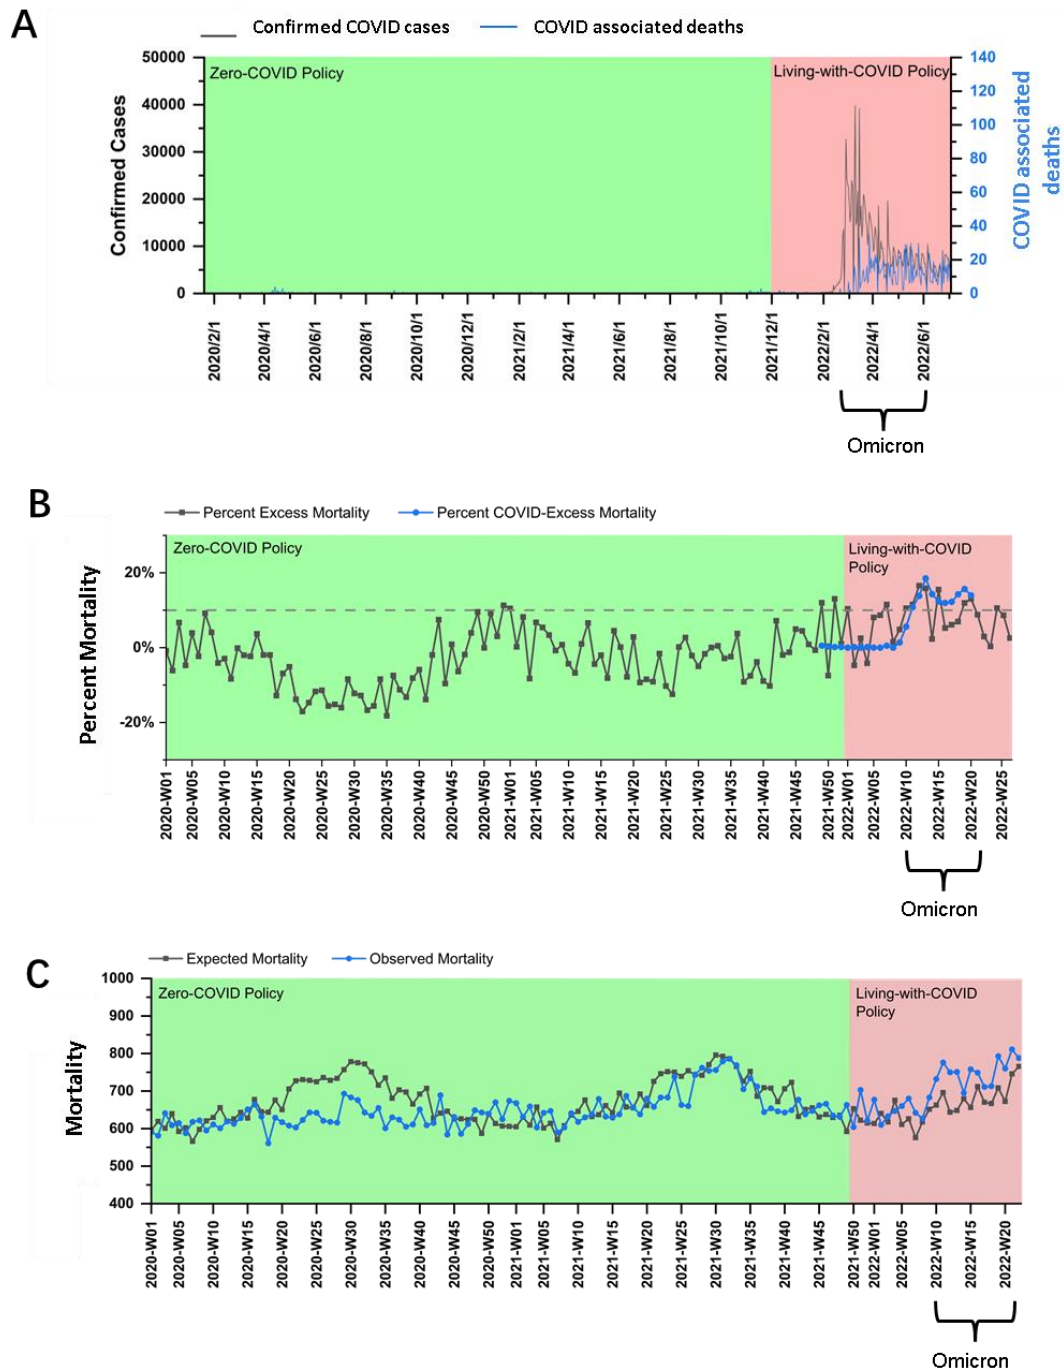 A
Confirmed COVID cases
COVID associated deaths
50000
40000
30000
20000
10000
0
Confirmed Cases
Zero-COVID Policy
Living-with-COVID Policy
140
120
100
80
60
40
20
0
COVID associated
deaths
2020/2/1
2020/4/1
2020/6/1
2020/8/1
2020/10/1
2020/12/1
2021/2/1
2021/4/1
2021/6/1
2021/8/1
2021/10/1
2021/12/1
2022/2/1
2022/4/1
2022/6/1
Omicron
B
Percent Excess Mortality
Percent COVID-Excess Mortality
Percent Mortality
20%
0%
-20%
Zero-COVID Policy
Living-with-COVID
Policy
2020-W01
2020-W05
2020-W10
2020-W15
2020-W20
2020-W25
2020-W30
2020-W35
2020-W40
2020-W45
2020-W50
2021-W01
2021-W05
2021-W10
2021-W15
2021-W20
2021-W25
2021-W30
2021-W35
2021-W40
2021-W45
2021-W50
2022-W01
2022-W05
2022-W10
2022-W15
2022-W20
2022-W25
Omicron
C
Expected Mortality
Observed Mortality
Mortality
1000
900
800
700
600
500
400
Zero-COVID Policy
Living-with-COVID
Policy
2020-W01
2020-W05
2020-W10
2020-W15
2020-W20
2020-W25
2020-W30
2020-W35
2020-W40
2020-W45
2020-W50
2021-W01
2021-W05
2021-W10
2021-W15
2021-W20
2021-W25
2021-W30
2021-W35
2021-W40
2021-W45
2021-W50
2022-W01
2022-W05
2022-W10
2022-W15
2022-W20
Omicron